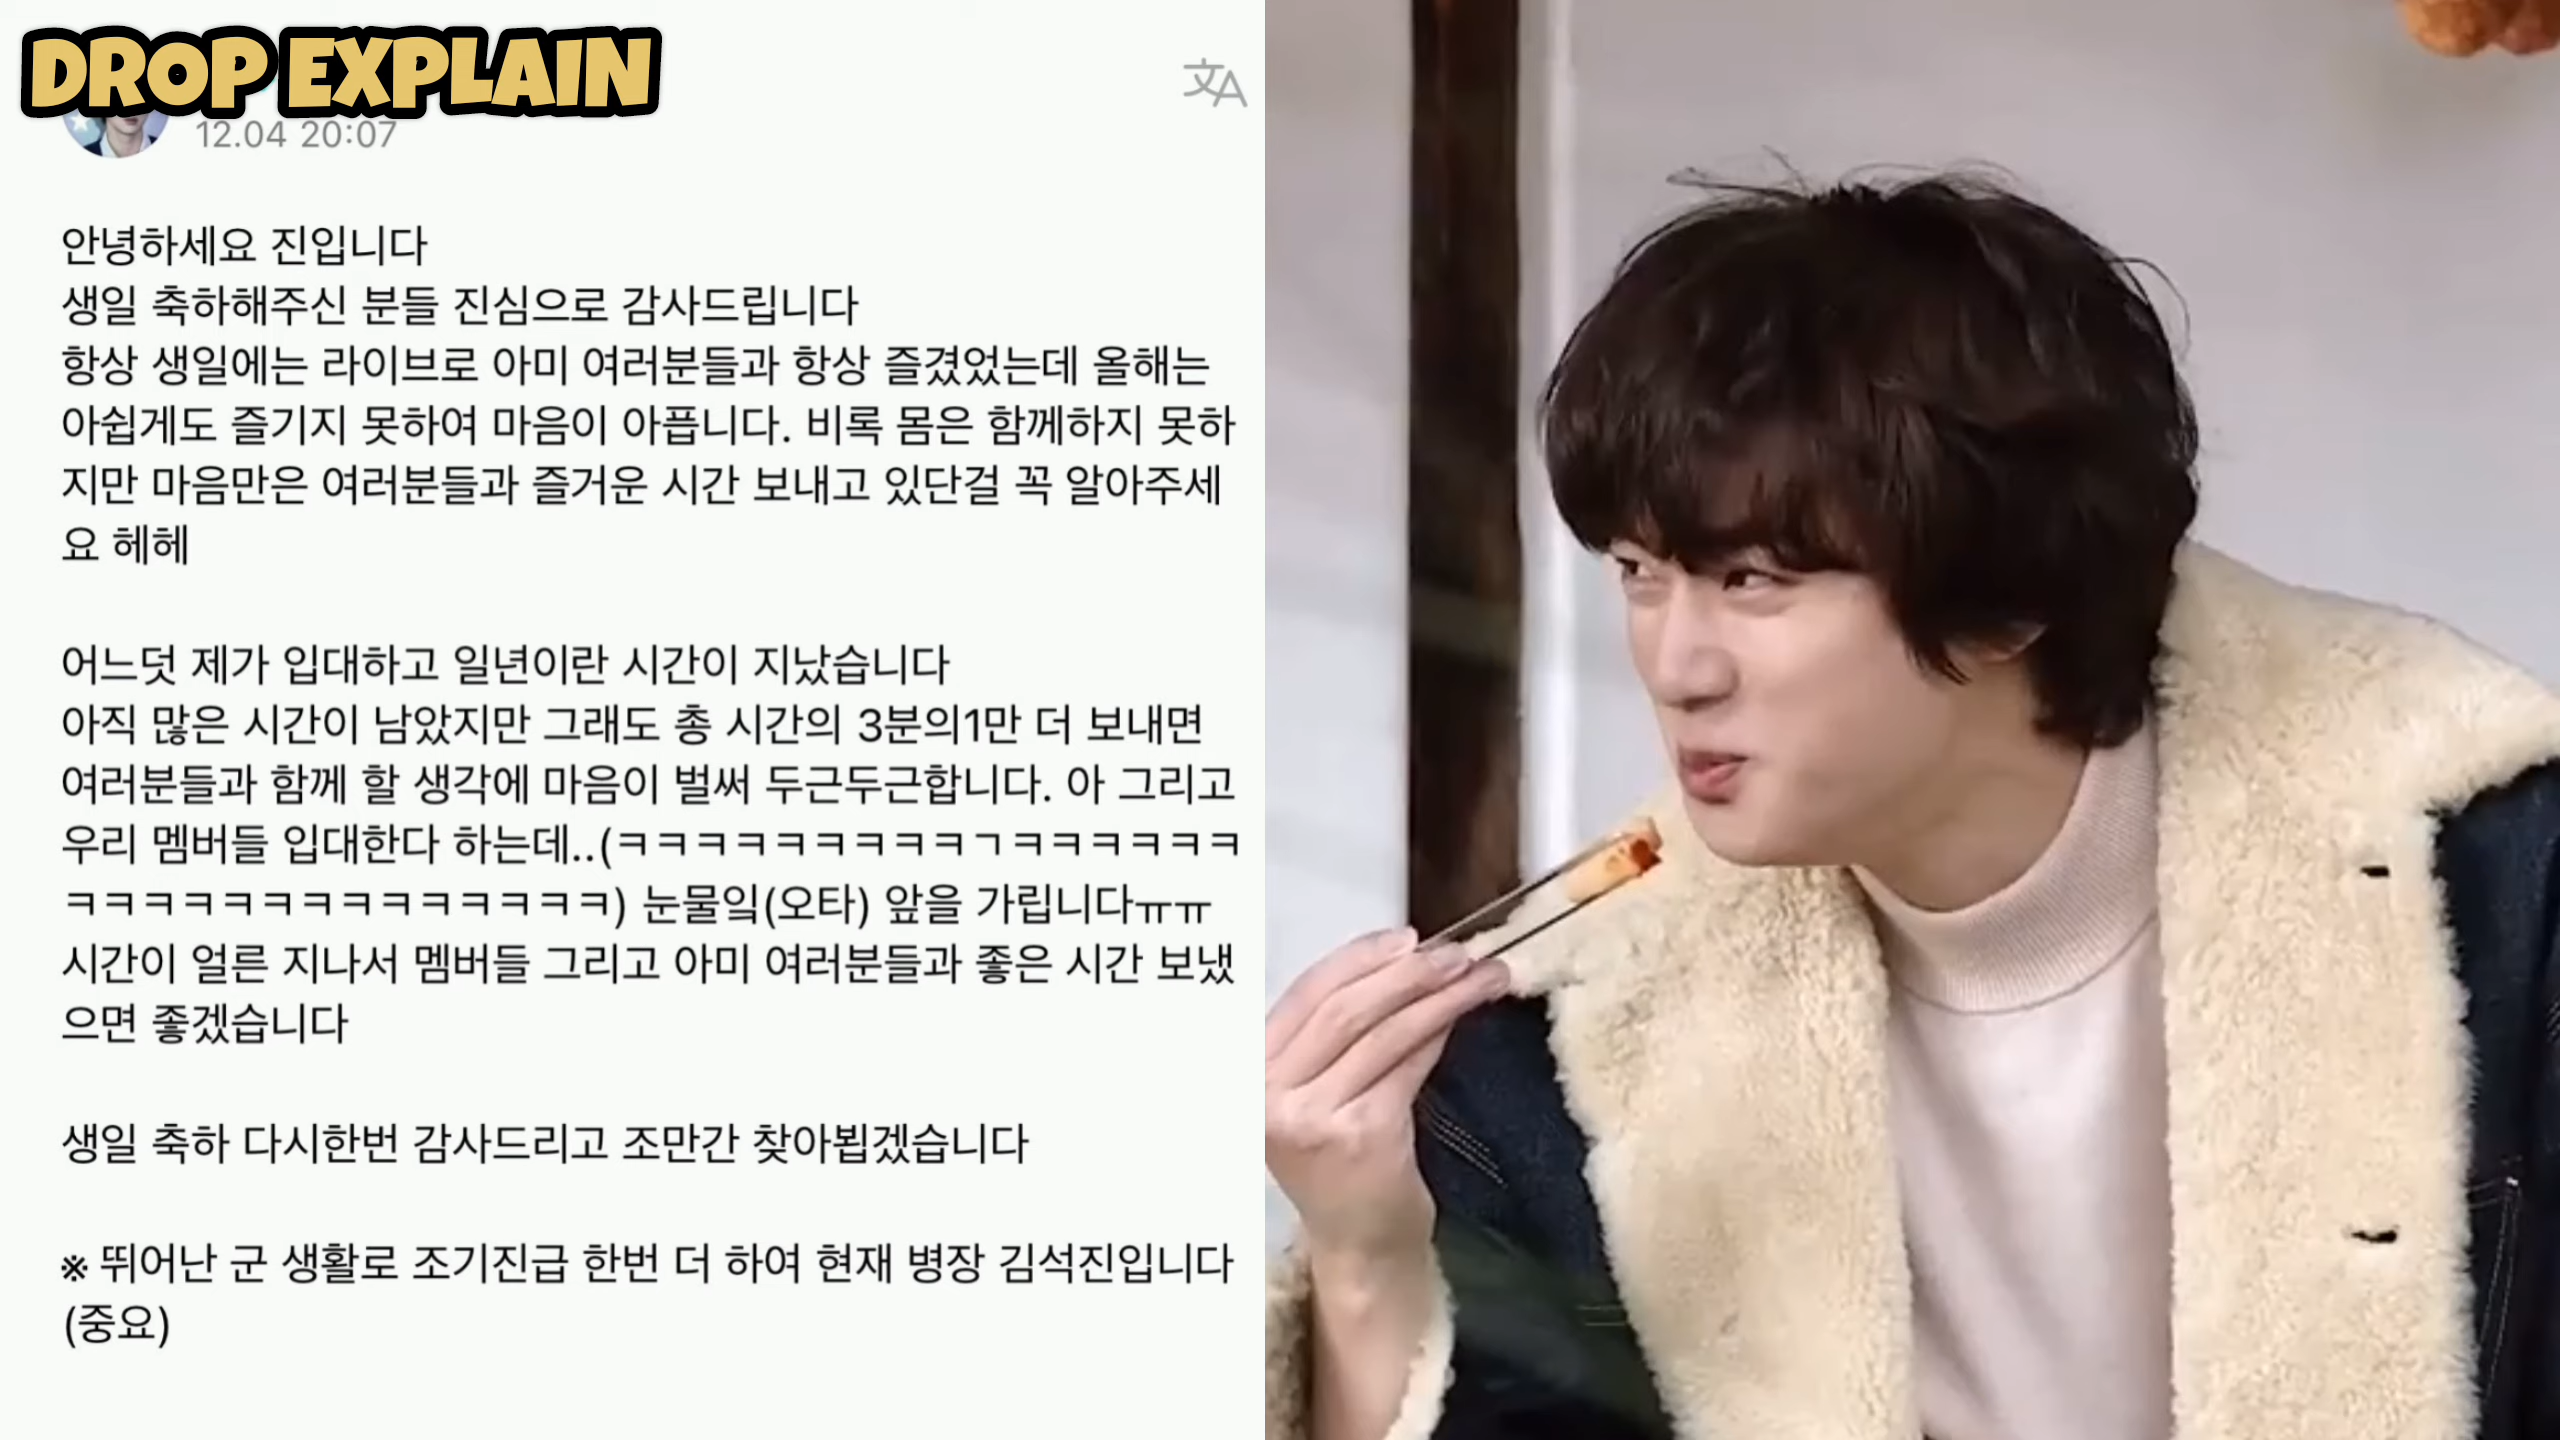 DROP EXPLAIN
12.04 20:07
안녕하세요 진입니다
생일 축하해주신 분들 진심으로 감사드립니다
항상 생일에는 라이브로 아미 여러분들과 항상 즐겼었는데 올해는
아쉽게도 즐기지 못하여 마음이 아픕니다. 비록 몸은 함께하지 못하
지만 마음만은 여러분들과 즐거운 시간 보내고 있단걸 꼭 알아주세
요 헤헤
어느덧 제가 입대하고 일년이란 시간이 지났습니다
아직 많은 시간이 남았지만 그래도 총 시간의 3분의1만 더 보내면
여러분들과 함께 할 생각에 마음이 벌써 두근두근합니다. 아 그리고
우리 멤버들 입대한다 하는데..(ㅋㅋㅋㅋㅋㅋㅋㅋㅋㄱㅋㅋㅋㅋㅋㅋ
ㅋㅋㅋㅋㅋㅋㅋㅋㅋㅋㅋㅋㅋㅋ) 눈물잌(오타) 앞을 가립니다ㅠㅠ
시간이 얼른 지나서 멤버들 그리고 아미 여러분들과 좋은 시간 보냈
으면 좋겠습니다
생일 축하 다시한번 감사드리고 조만간 찾아뵙겠습니다
※ 뛰어난 군 생활로 조기진급 한번 더 하여 현재 병장 김석진입니다
(중요)